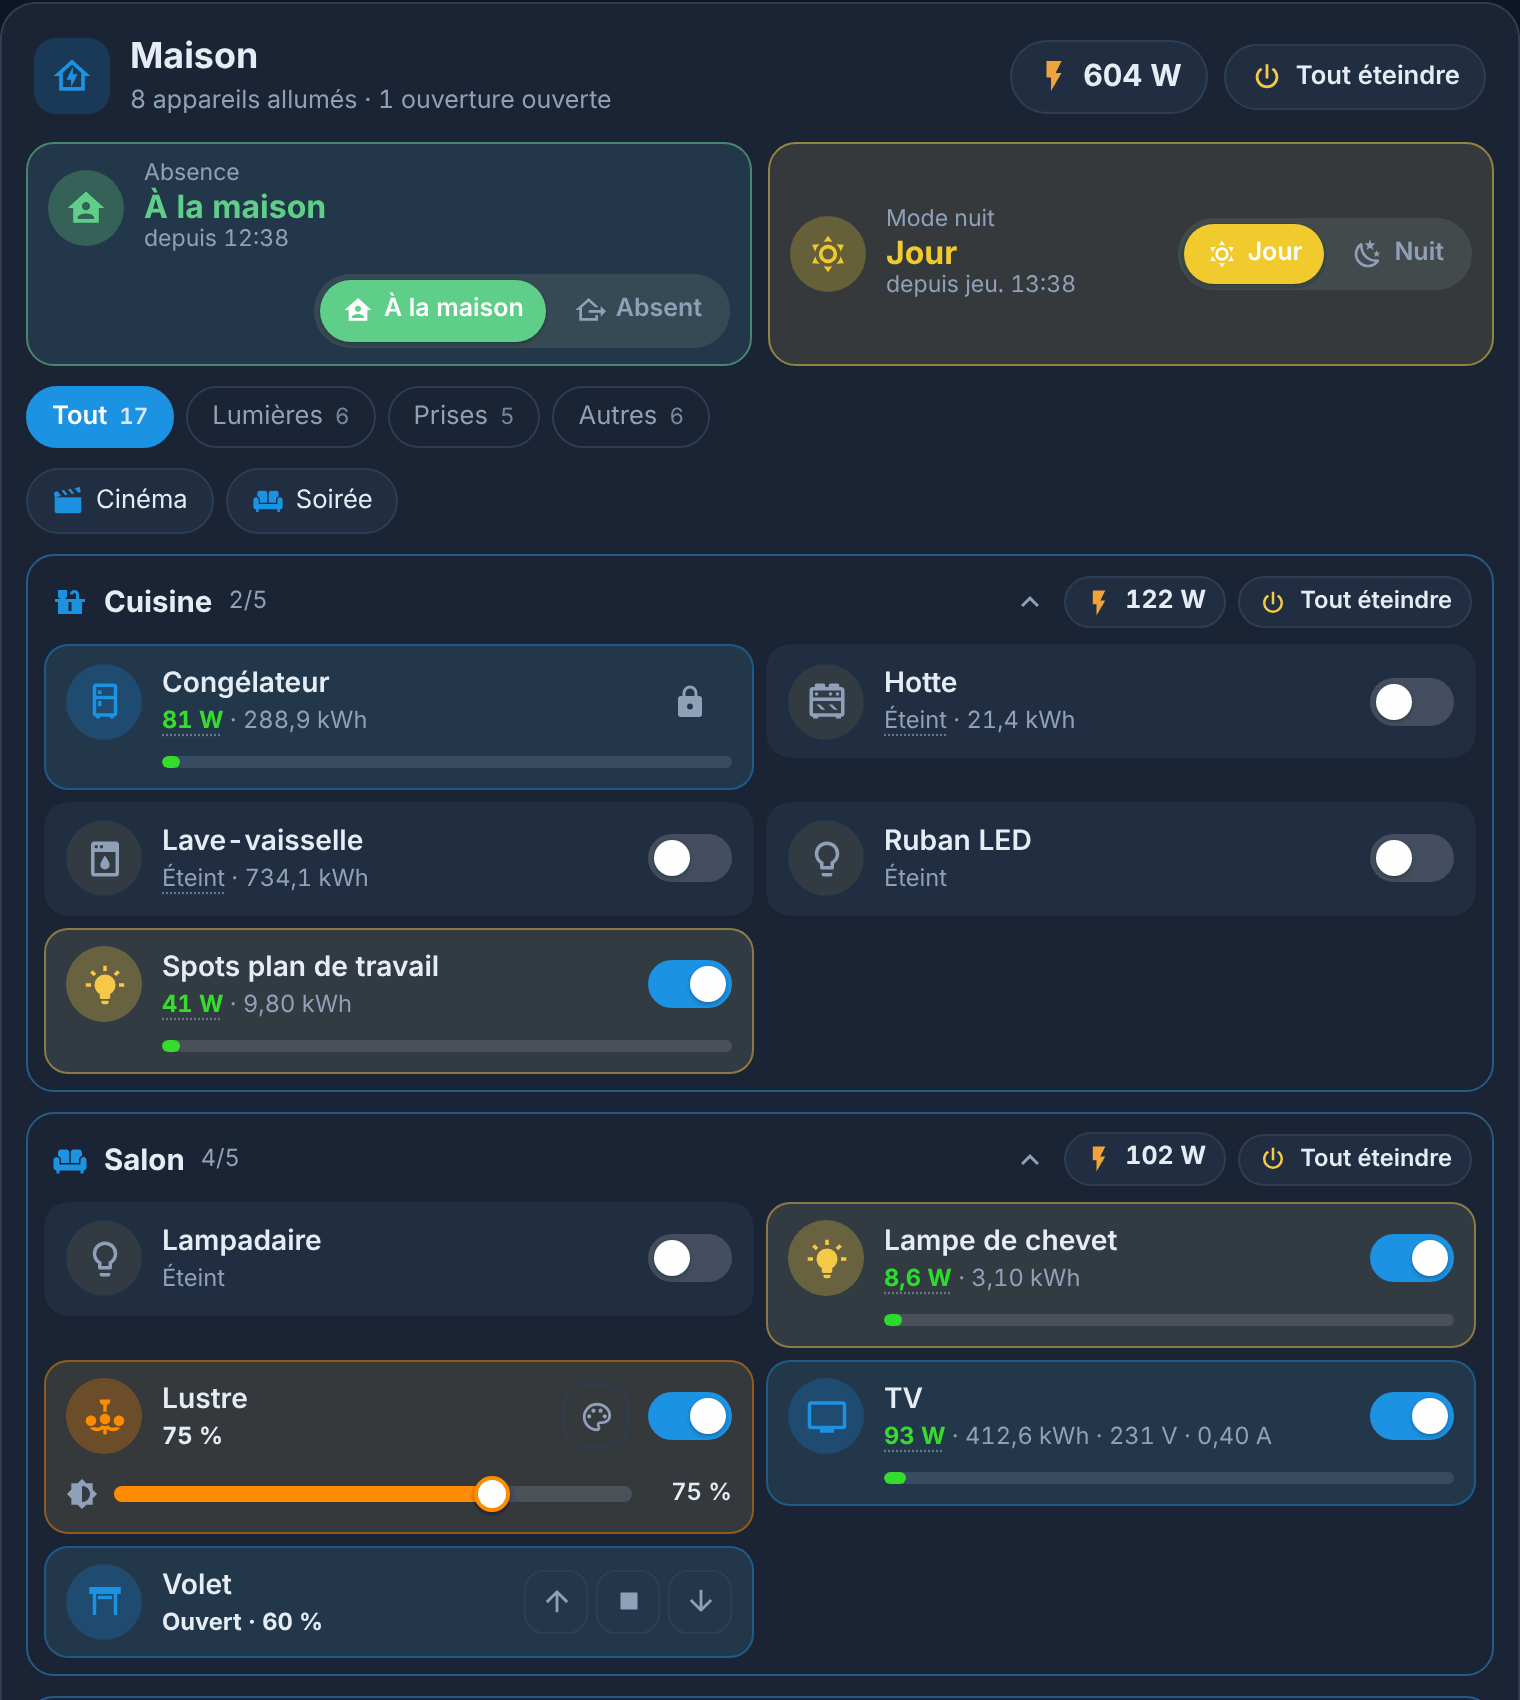 Maison
8 appareils allumés · 1 ouverture ouverte
604 W
Tout éteindre
Absence
À la maison
depuis 12:38
À la maison
Absent
Mode nuit
Jour
depuis jeu. 13:38
Jour
Nuit
Tout 17
Lumières 6
Prises 5
Autres 6
Cinéma
Soirée
Cuisine 2/5
122 W
Tout éteindre
Congélateur
81 W · 288,9 kWh
Hotte
Éteint · 21,4 kWh
Lave-vaisselle
Éteint · 734,1 kWh
Ruban LED
Éteint
Spots plan de travail
41 W · 9,80 kWh
Salon 4/5
102 W
Tout éteindre
Lampadaire
Éteint
Lampe de chevet
8,6 W · 3,10 kWh
Lustre
75 %
75 %
TV
93 W · 412,6 kWh · 231 V · 0,40 A
Volet
Ouvert · 60 %